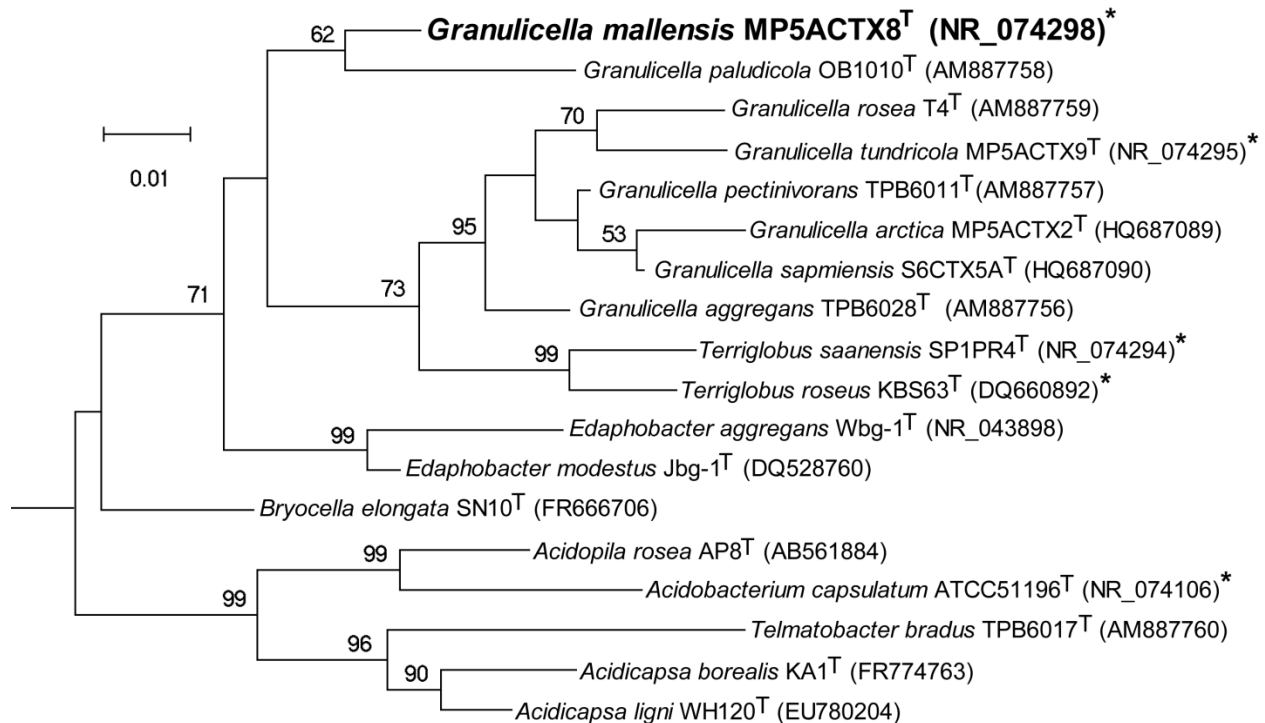 62
Granulicella mallensis MP5ACTX8T (NR_074298)*
Granulicella paludicola OB1010T (AM887758)
70
Granulicella rosea T4T (AM887759)
0.01
Granulicella tundricola MP5ACTX9T (NR_074295)*
Granulicella pectinivorans TPB6011T (AM887757)
95
53
Granulicella arctica MP5ACTX2T (HQ687089)
Granulicella sapmiensis S6CTX5AT (HQ687090)
71
73
Granulicella aggregans TPB6028T (AM887756)
99
Terriglobus saanensis SP1PR4T (NR_074294)*
Terriglobus roseus KBS63T (DQ660892)*
99
Edaphobacter aggregans Wbg-1T (NR_043898)
Edaphobacter modestus Jbg-1T (DQ528760)
Bryocella elongata SN10T (FR666706)
99
Acidopila rosea AP8T (AB561884)
99
Acidobacterium capsulatum ATCC51196T (NR_074106)*
96
Telmatobacter bradus TPB6017T (AM887760)
90
Acidicapsa borealis KA1T (FR774763)
Acidicapsa ligni WH120T (EU780204)